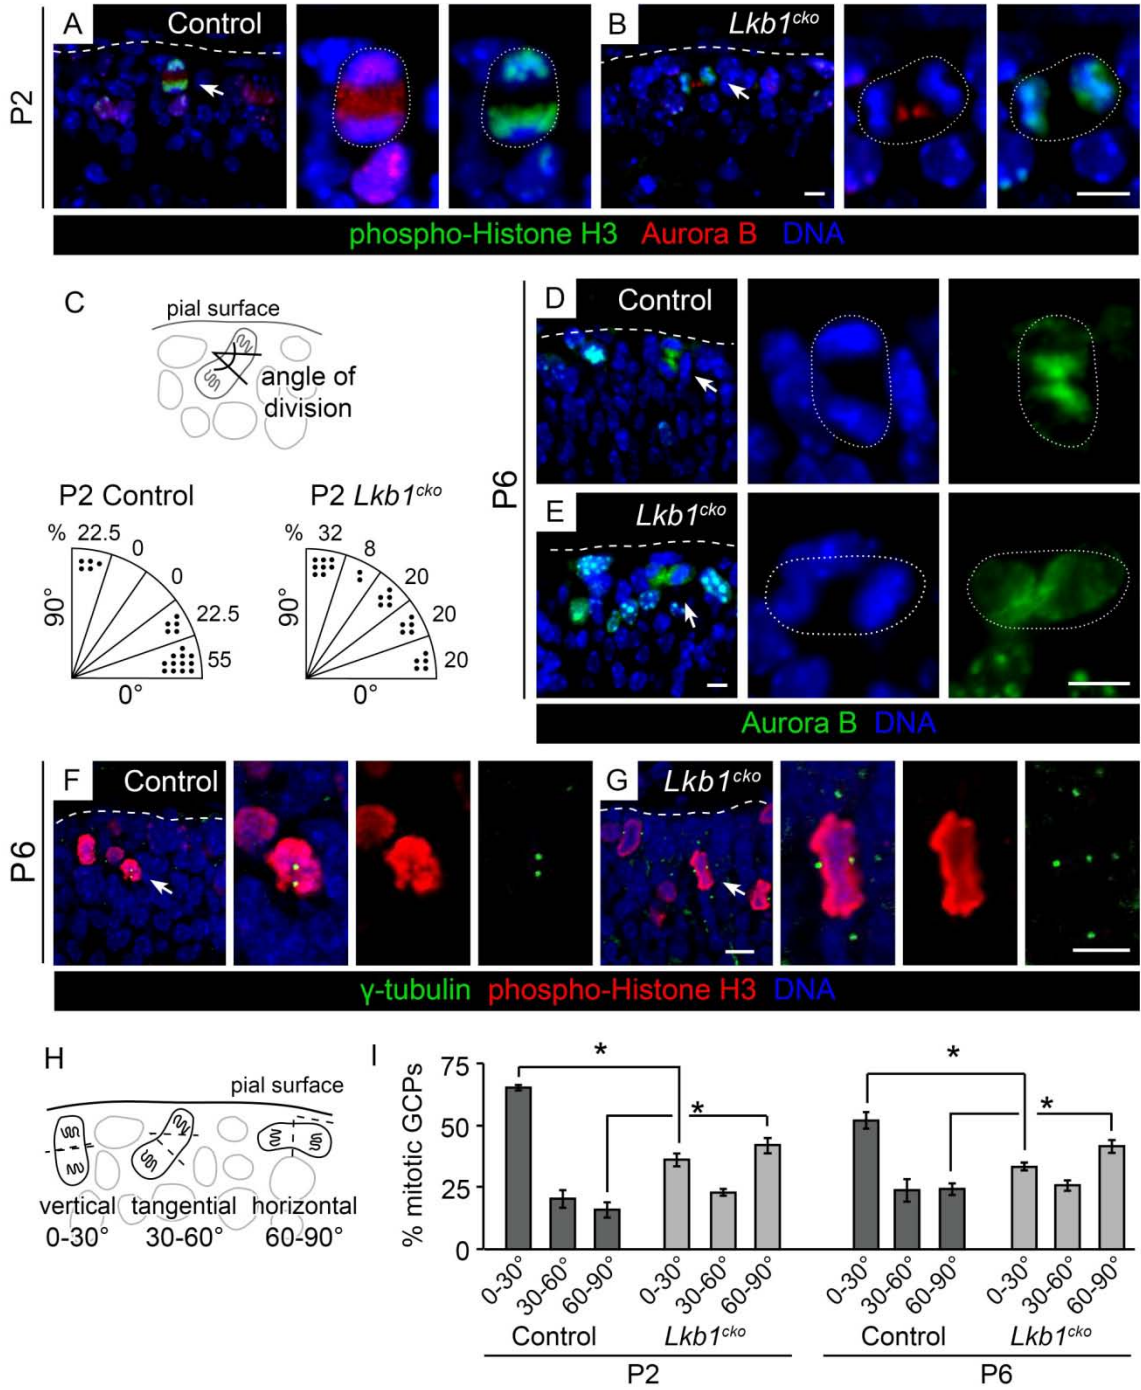 A Control B Lkb1cko
P2
phospho-Histone H3 Aurora B DNA
C
pial surface
angle of
division
P2 Control
% 22.5 0 0 22.5 55
90°
0°
P2 Lkb1cko
% 32 8 20 20 20
90°
0°
P6
D Control
E Lkb1cko
Aurora B DNA
P6
F Control G Lkb1cko
γ-tubulin phospho-Histone H3 DNA
H
pial surface
vertical tangential horizontal
0-30° 30-60° 60-90°
I
% mitotic GCPs
75
50
25
0
* * * *
0-30° 30-60° 60-90° 0-30° 30-60° 60-90° 0-30° 30-60° 60-90° 0-30° 30-60° 60-90°
Control Lkb1cko Control Lkb1cko
P2 P6